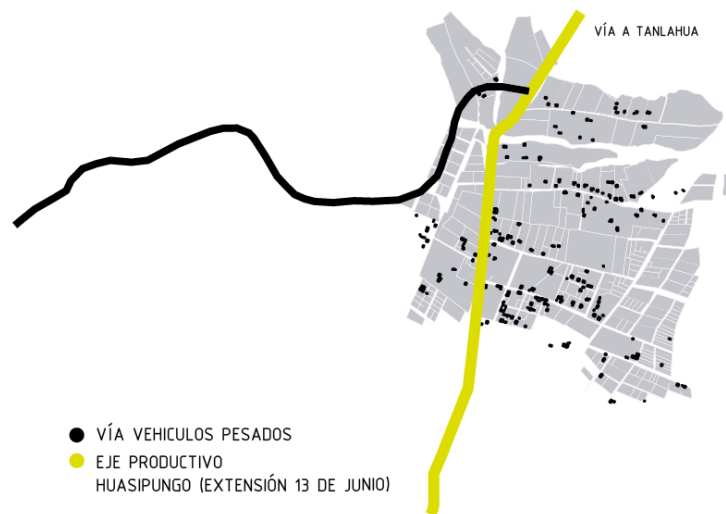 VÍA A TANLAHUA
VÍA VEHICULOS PESADOS
EJE PRODUCTIVO
HUASIPUNGO (EXTENSIÓN 13 DE JUNIO)